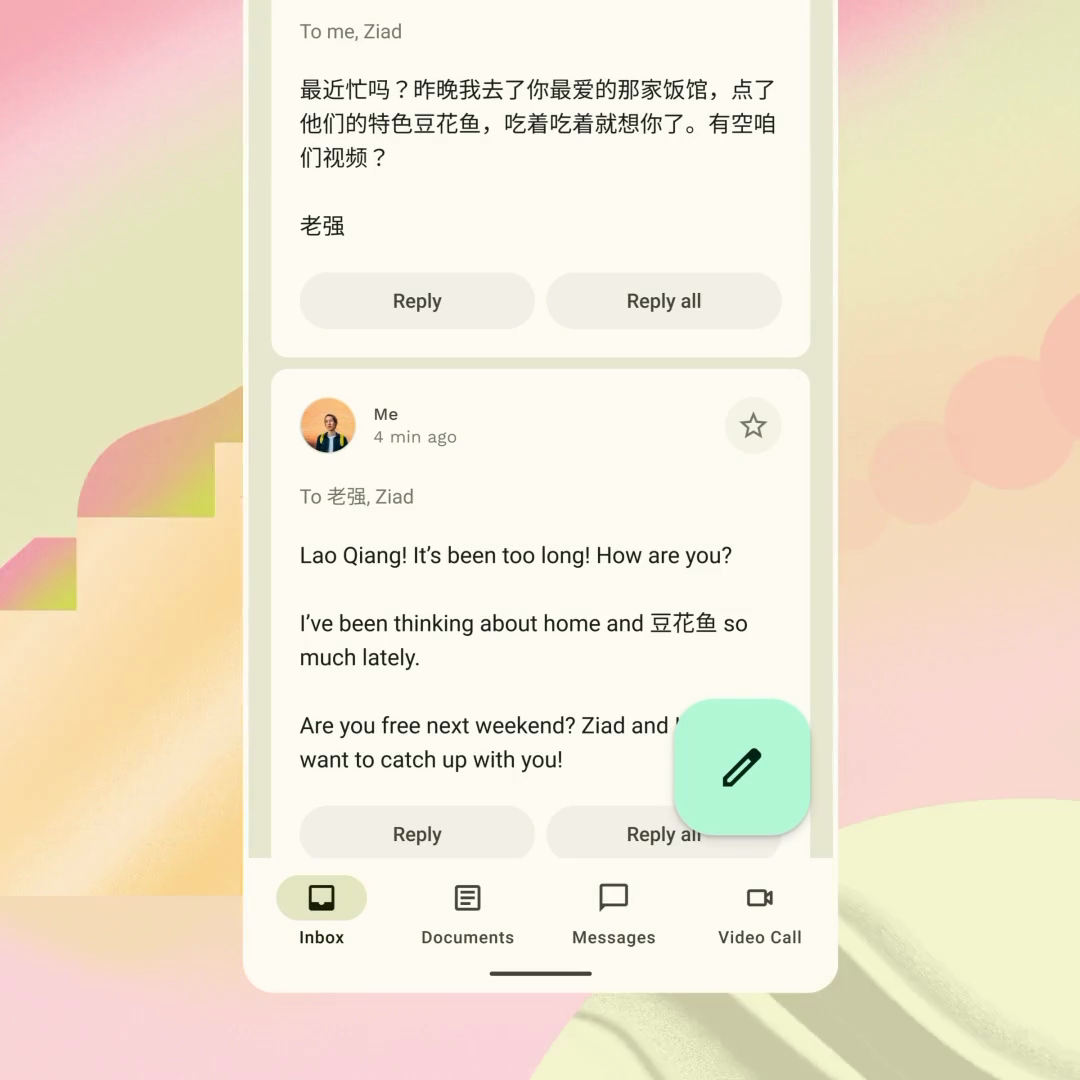 To me, Ziad
最近忙吗？昨晚我去了你最爱的那家饭馆，点了
他们的特色豆花鱼，吃着吃着就想你了。有空咱
们视频？
老强
Reply Reply all
Me
4 min ago
To 老强, Ziad
Lao Qiang! It’s been too long! How are you?
I’ve been thinking about home and 豆花鱼 so
much lately.
Are you free next weekend? Ziad and
want to catch up with you!
Reply Reply all
Inbox Documents Messages Video Call